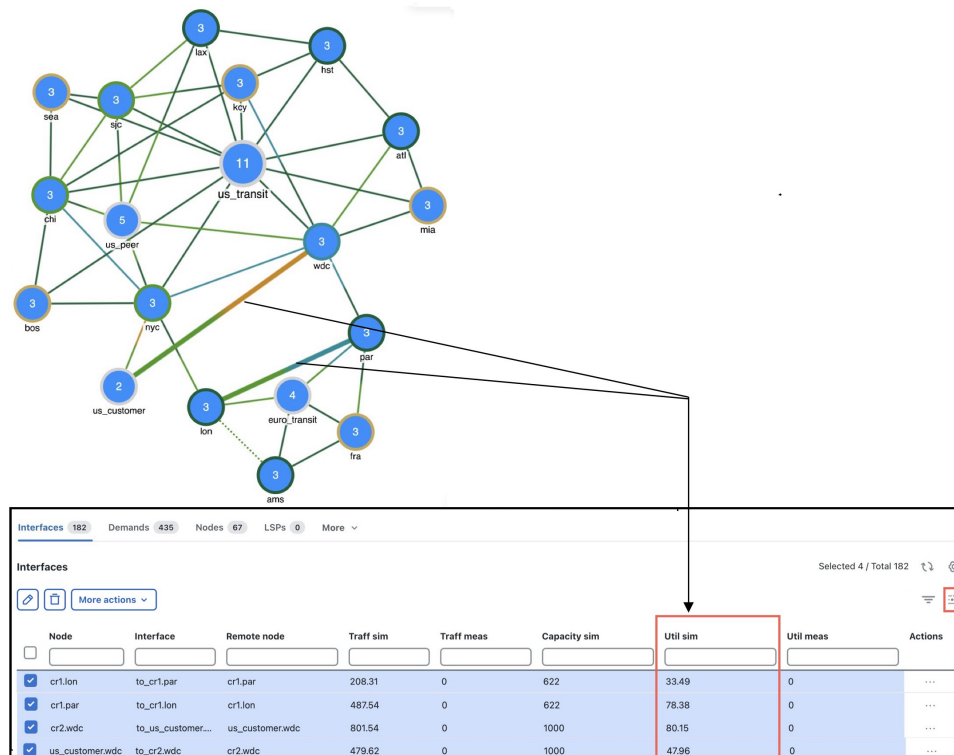 3
lax
3
hst
3
sea
3
sjc
3
kcy
3
atl
11
us_transit
3
chi
5
us_peer
3
mia
3
wdc
3
bos
3
nyc
3
par
2
us_customer
3
lon
4
euro_transit
3
fra
3
ams
Interfaces 182 Demands 435 Nodes 67 LSPs 0 More
Interfaces Selected 4 / Total 182
More actions
Node Interface Remote node Traff sim Traff meas Capacity sim Util sim Util meas Actions
cr1.lon to_cr1.par cr1.par 208.31 0 622 33.49 0 ...
cr1.par to_cr1.lon cr1.lon 487.54 0 622 78.38 0 ...
cr2.wdc to_us_customer.... us_customer.wdc 801.54 0 1000 80.15 0 ...
us_customer.wdc to_cr2.wdc cr2.wdc 479.62 0 1000 47.96 0 ...